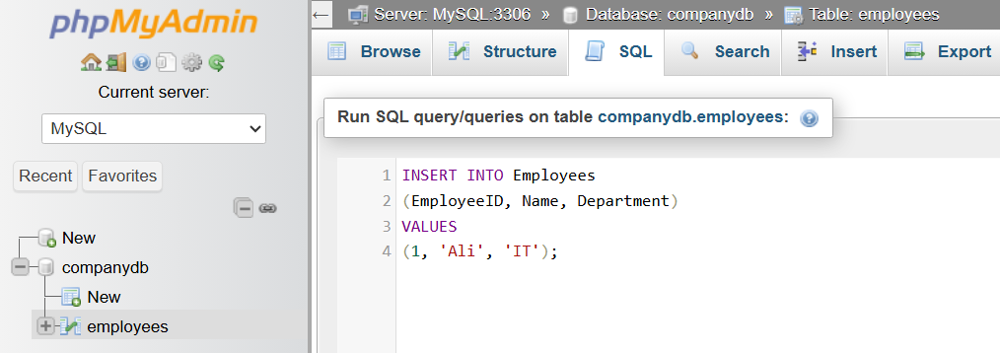 phpMyAdmin
Current server:
MySQL
Recent Favorites
New
companydb
New
employees
Server: MySQL:3306 » Database: companydb » Table: employees
Browse Structure SQL Search Insert Export
Run SQL query/queries on table companydb.employees:
1 INSERT INTO Employees
2 (EmployeeID, Name, Department)
3 VALUES
4 (1, 'Ali', 'IT');